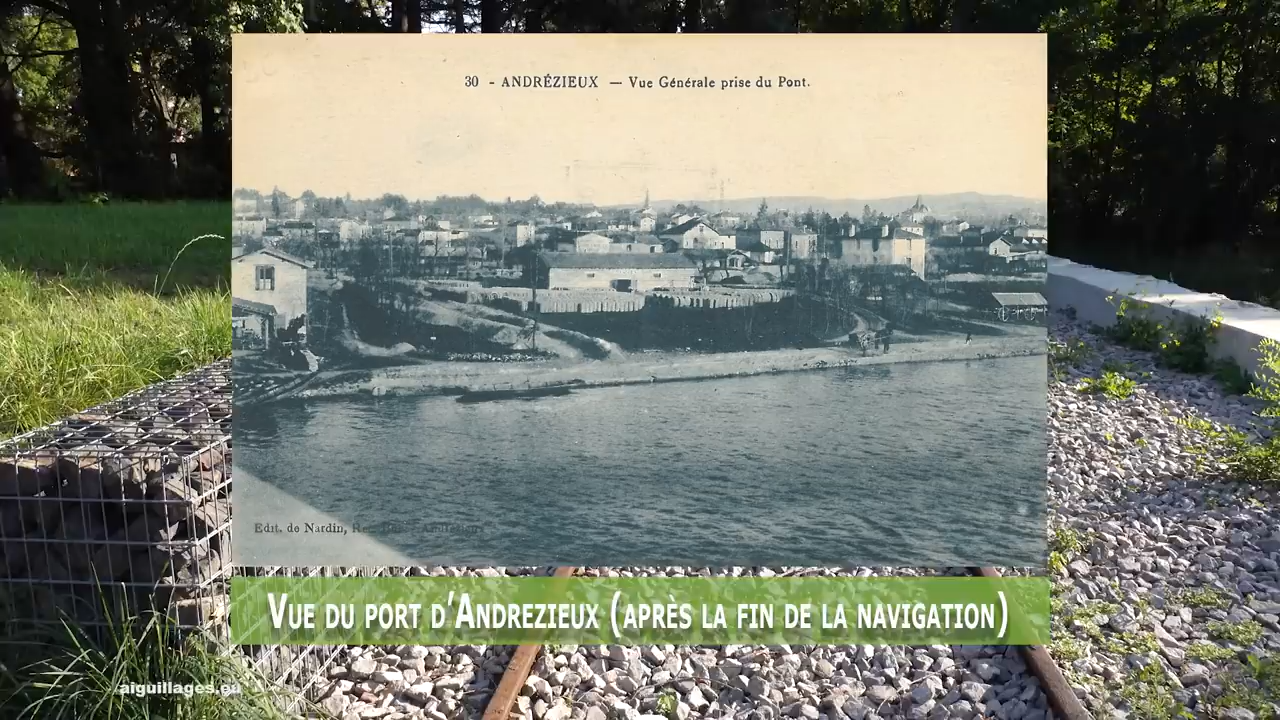 30 - ANDRÉZIEUX — Vue Générale prise du Pont.
Edit. de Nardin,
VUE DU PORT D'ANDREZIEUX (APRÈS LA FIN DE LA NAVIGATION)
aiguillages.eu